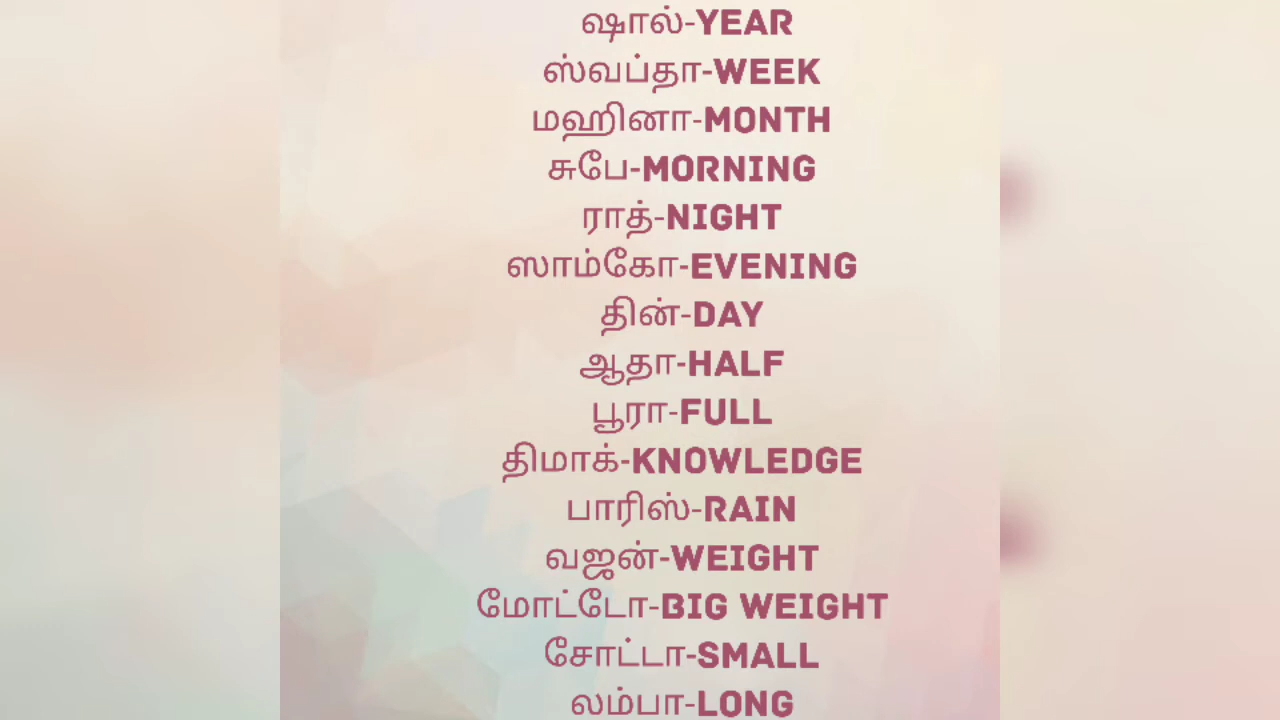 ஷால்-YEAR
ஸ்வப்தா-WEEK
மஹினா-MONTH
சுபே-MORNING
ராத்-NIGHT
ஸாம்கோ-EVENING
தின்-DAY
ஆதா-HALF
பூரா-FULL
திமாக்-KNOWLEDGE
பாரிஸ்-RAIN
வஜன்-WEIGHT
மோட்டோ-BIG WEIGHT
சோட்டா-SMALL
லம்பா-LONG